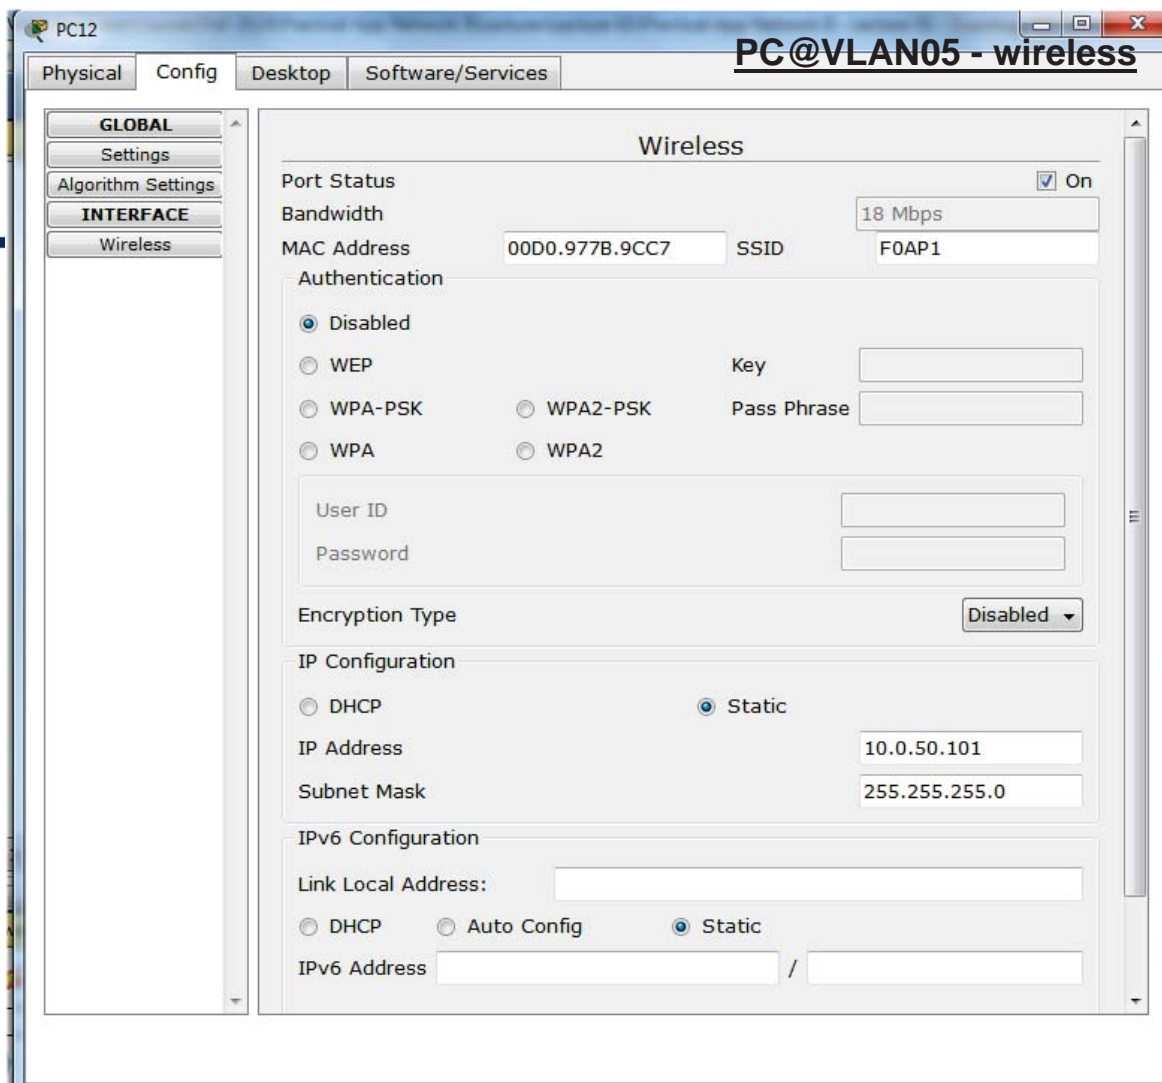 PC12
PC@VLAN05 - wireless
Physical Config Desktop Software/Services
GLOBAL
Settings
Algorithm Settings
INTERFACE
Wireless
Wireless
Port Status On
Bandwidth 18 Mbps
MAC Address 00D0.977B.9CC7 SSID F0AP1
Authentication
Disabled
WEP Key
WPA-PSK WPA2-PSK Pass Phrase
WPA WPA2
User ID
Password
Encryption Type Disabled
IP Configuration
DHCP Static
IP Address 10.0.50.101
Subnet Mask 255.255.255.0
IPv6 Configuration
Link Local Address:
DHCP Auto Config Static
IPv6 Address /